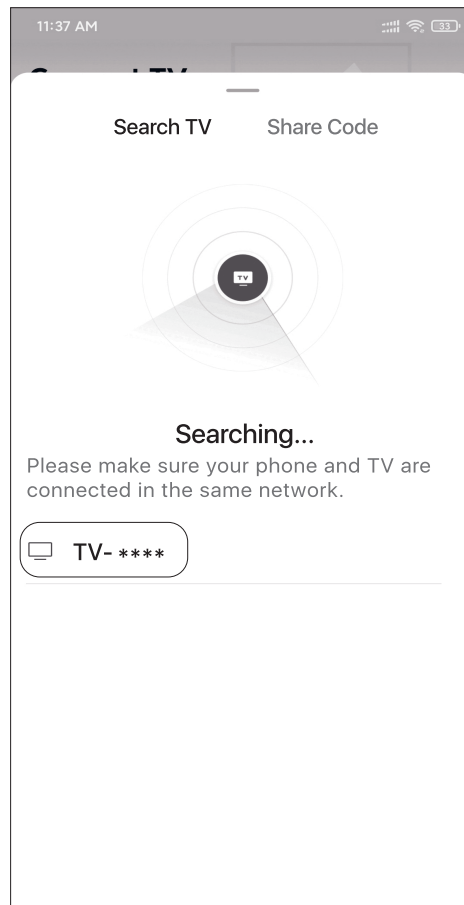 11:37 AM
33
Search TV
Share Code
TV
Searching...
Please make sure your phone and TV are
connected in the same network.
TV- ****